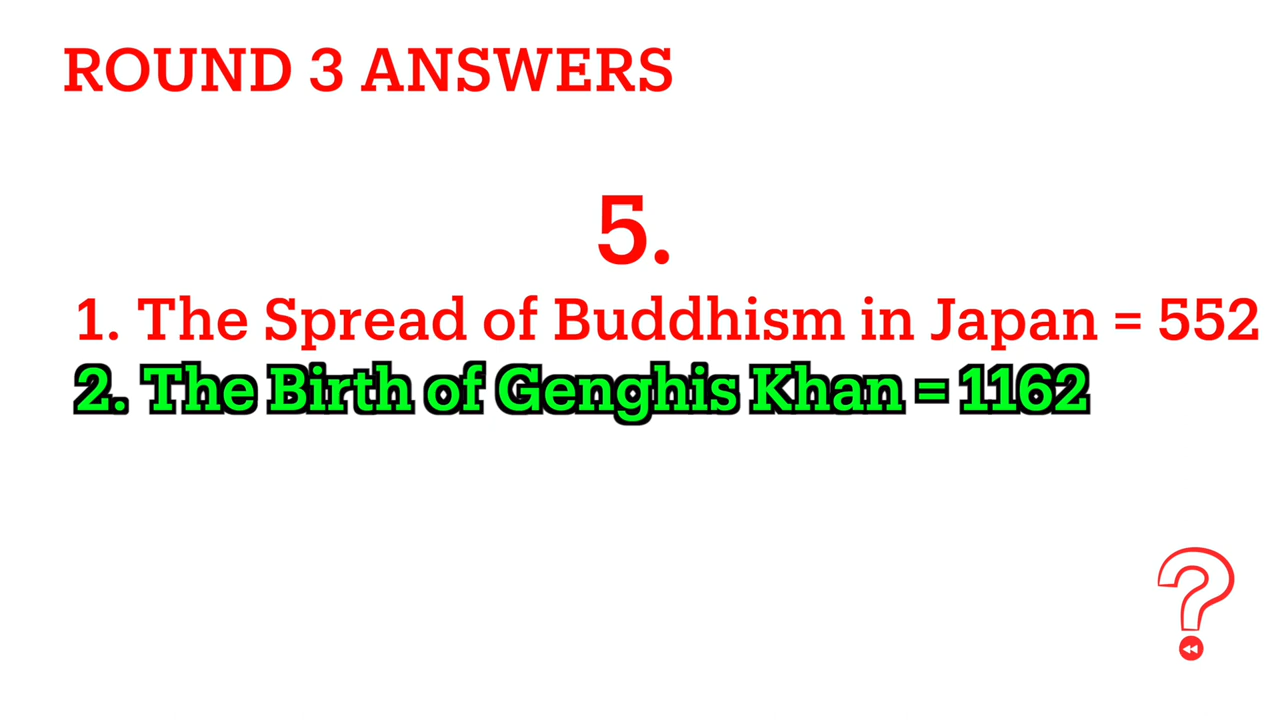 ROUND 3 ANSWERS
5.
1. The Spread of Buddhism in Japan = 552
2. The Birth of Genghis Khan = 1162
?